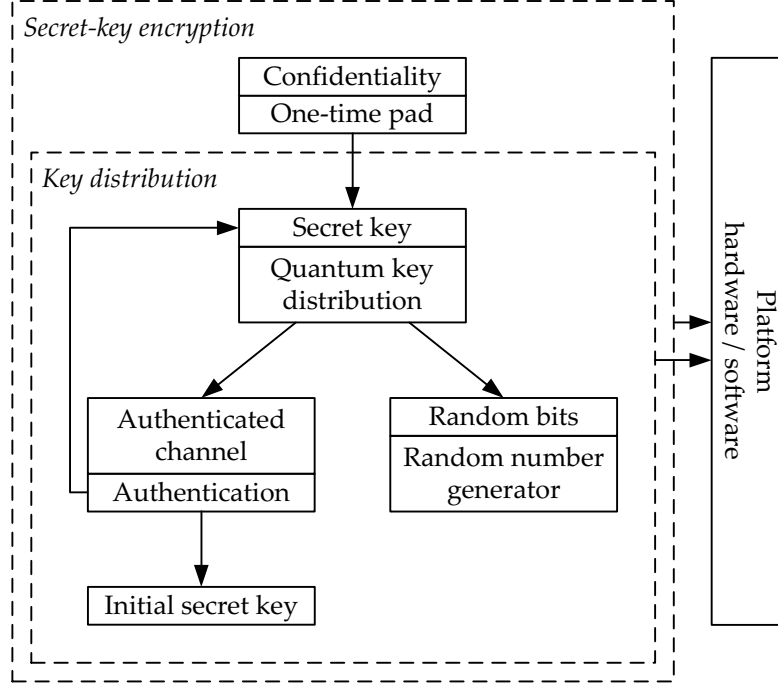 Secret-key encryption
Confidentiality
One-time pad
Key distribution
Secret key
Quantum key
distribution
Authenticated
channel
Authentication
Random bits
Random number
generator
Initial secret key
Platform
hardware / software